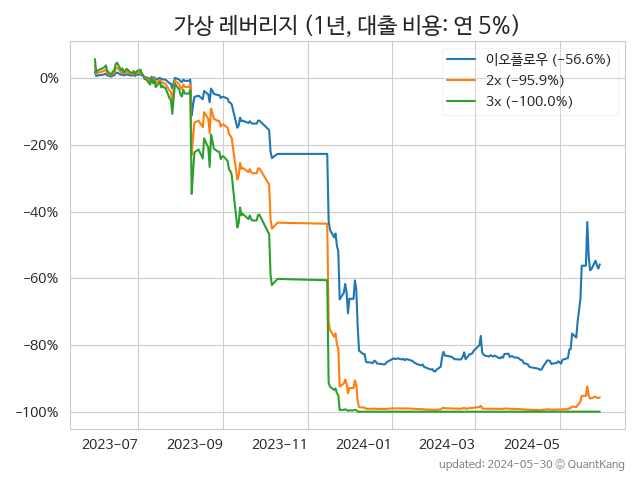 가상 레버리지 (1년, 대출 비용: 연 5%)
이오플로우 (−56.6%)
2x (−95.9%)
3x (−100.0%)
0%
−20%
−40%
−60%
−80%
−100%
2023-07 2023-09 2023-11 2024-01 2024-03 2024-05
updated: 2024-05-30 © QuantKang